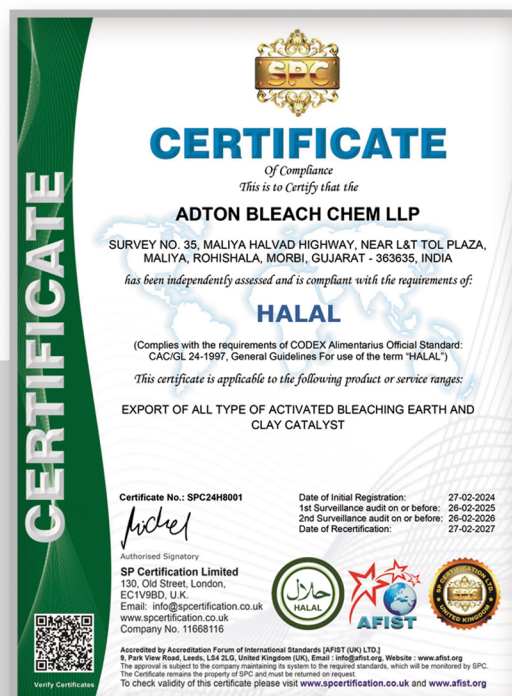 SPC
CERTIFICATE
Of Compliance
This is to Certify that the
ADTON BLEACH CHEM LLP
SURVEY NO. 35, MALIYA HALVAD HIGHWAY, NEAR L&T TOL PLAZA,
MALIYA, ROHISHALA, MORBI, GUJARAT - 363635, INDIA
has been independently assessed and is compliant with the requirements of:
HALAL
(Complies with the requirements of CODEX Alimentarius Official Standard:
CAC/GL 24-1997, General Guidelines For use of the term “HALAL”)
This certificate is applicable to the following product or service ranges:
EXPORT OF ALL TYPE OF ACTIVATED BLEACHING EARTH AND
CLAY CATALYST
CERTIFICATE
Certificate No.: SPC24H8001
Michel
Authorised Signatory
SP Certification Limited
130, Old Street, London,
EC1V9BD, U.K.
Email: info@spcertification.co.uk
www.spcertification.co.uk
Company No. 11668116
Date of Initial Registration: 27-02-2024
1st Surveillance audit on or before: 26-02-2025
2nd Surveillance audit on or before: 26-02-2026
Date of Recertification: 27-02-2027
حلال
HALAL
AFIST
SP CERTIFICATION LTD.
SPC
UNITED KINGDOM
Verify Certificates
Accredited by Accreditation Forum of International Standards [AFIST (UK) LTD.]
9, Park View Road, Leeds, LS4 2LG, United Kingdom (UK), Email : info@afist.org, Website : www.afist.org
The approval is subject to the company maintaining its system to the required standards, which will be monitored by SPC.
The Certificate remains the property of SPC and must be returned on request.
To check validity of this certificate please visit www.spcertification.co.uk and www.afist.org